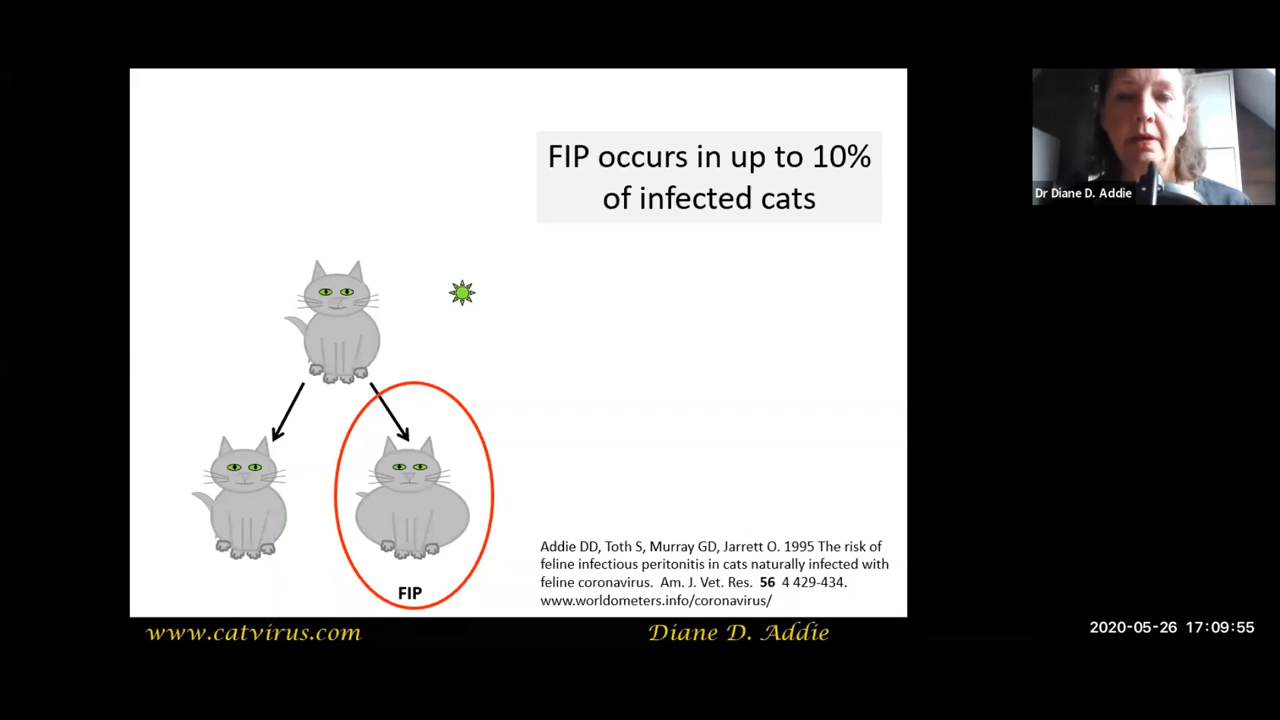 FIP occurs in up to 10%
of infected cats
Dr Diane D. Addie
FIP
Addie DD, Toth S, Murray GD, Jarrett O. 1995 The risk of
feline infectious peritonitis in cats naturally infected with
feline coronavirus. Am. J. Vet. Res. 56 4 429-434.
www.worldometers.info/coronavirus/
www.catvirus.com
Diane D. Addie
2020-05-26 17:09:55